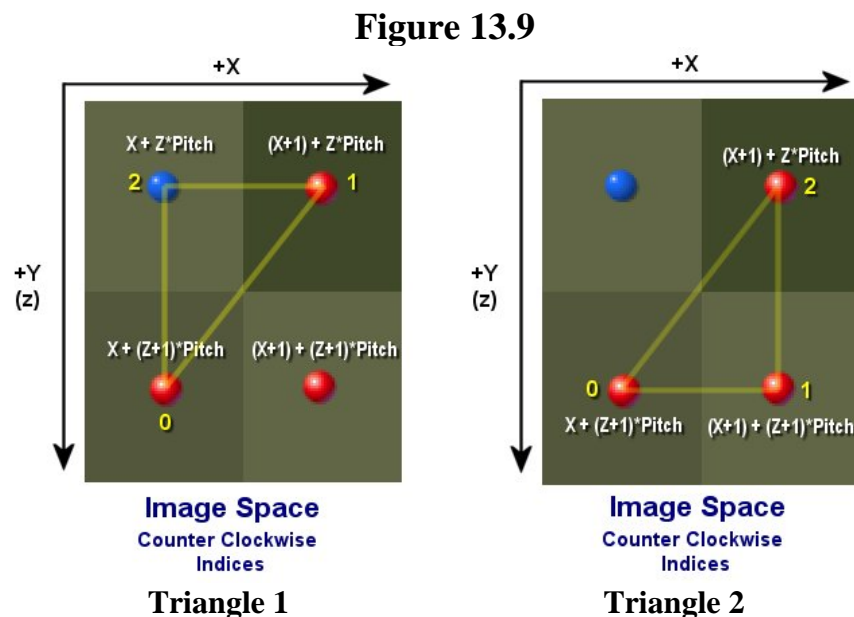 Figure 13.9
+X
X + Z*Pitch
(X+1) + Z*Pitch
2
1
+Y
(z)
X + (Z+1)*Pitch
(X+1) + (Z+1)*Pitch
0
Image Space
Counter Clockwise
Indices
Triangle 1
+X
(X+1) + Z*Pitch
2
+Y
(z)
0
1
X + (Z+1)*Pitch
(X+1) + (Z+1)*Pitch
Image Space
Counter Clockwise
Indices
Triangle 2